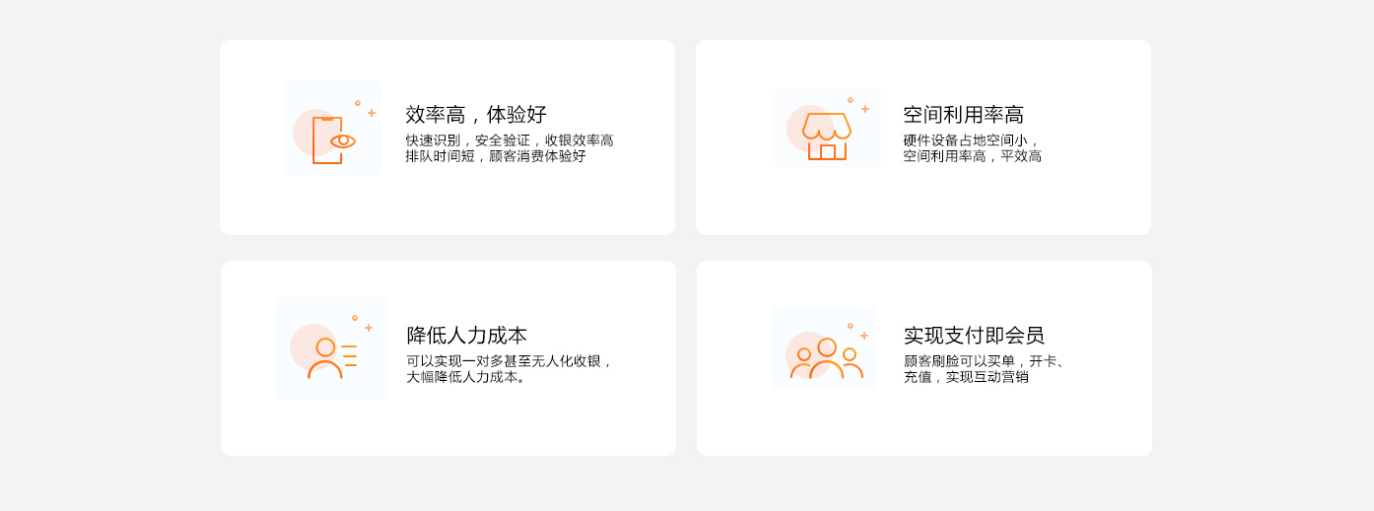 效率高，体验好
快速识别，安全验证，收银效率高
排队时间短，顾客消费体验好
空间利用率高
硬件设备占地空间小，
空间利用率高，平效高
降低人力成本
可以实现一对多甚至无人化收银，
大幅降低人力成本。
实现支付即会员
顾客刷脸可以买单，开卡、
充值，实现互动营销